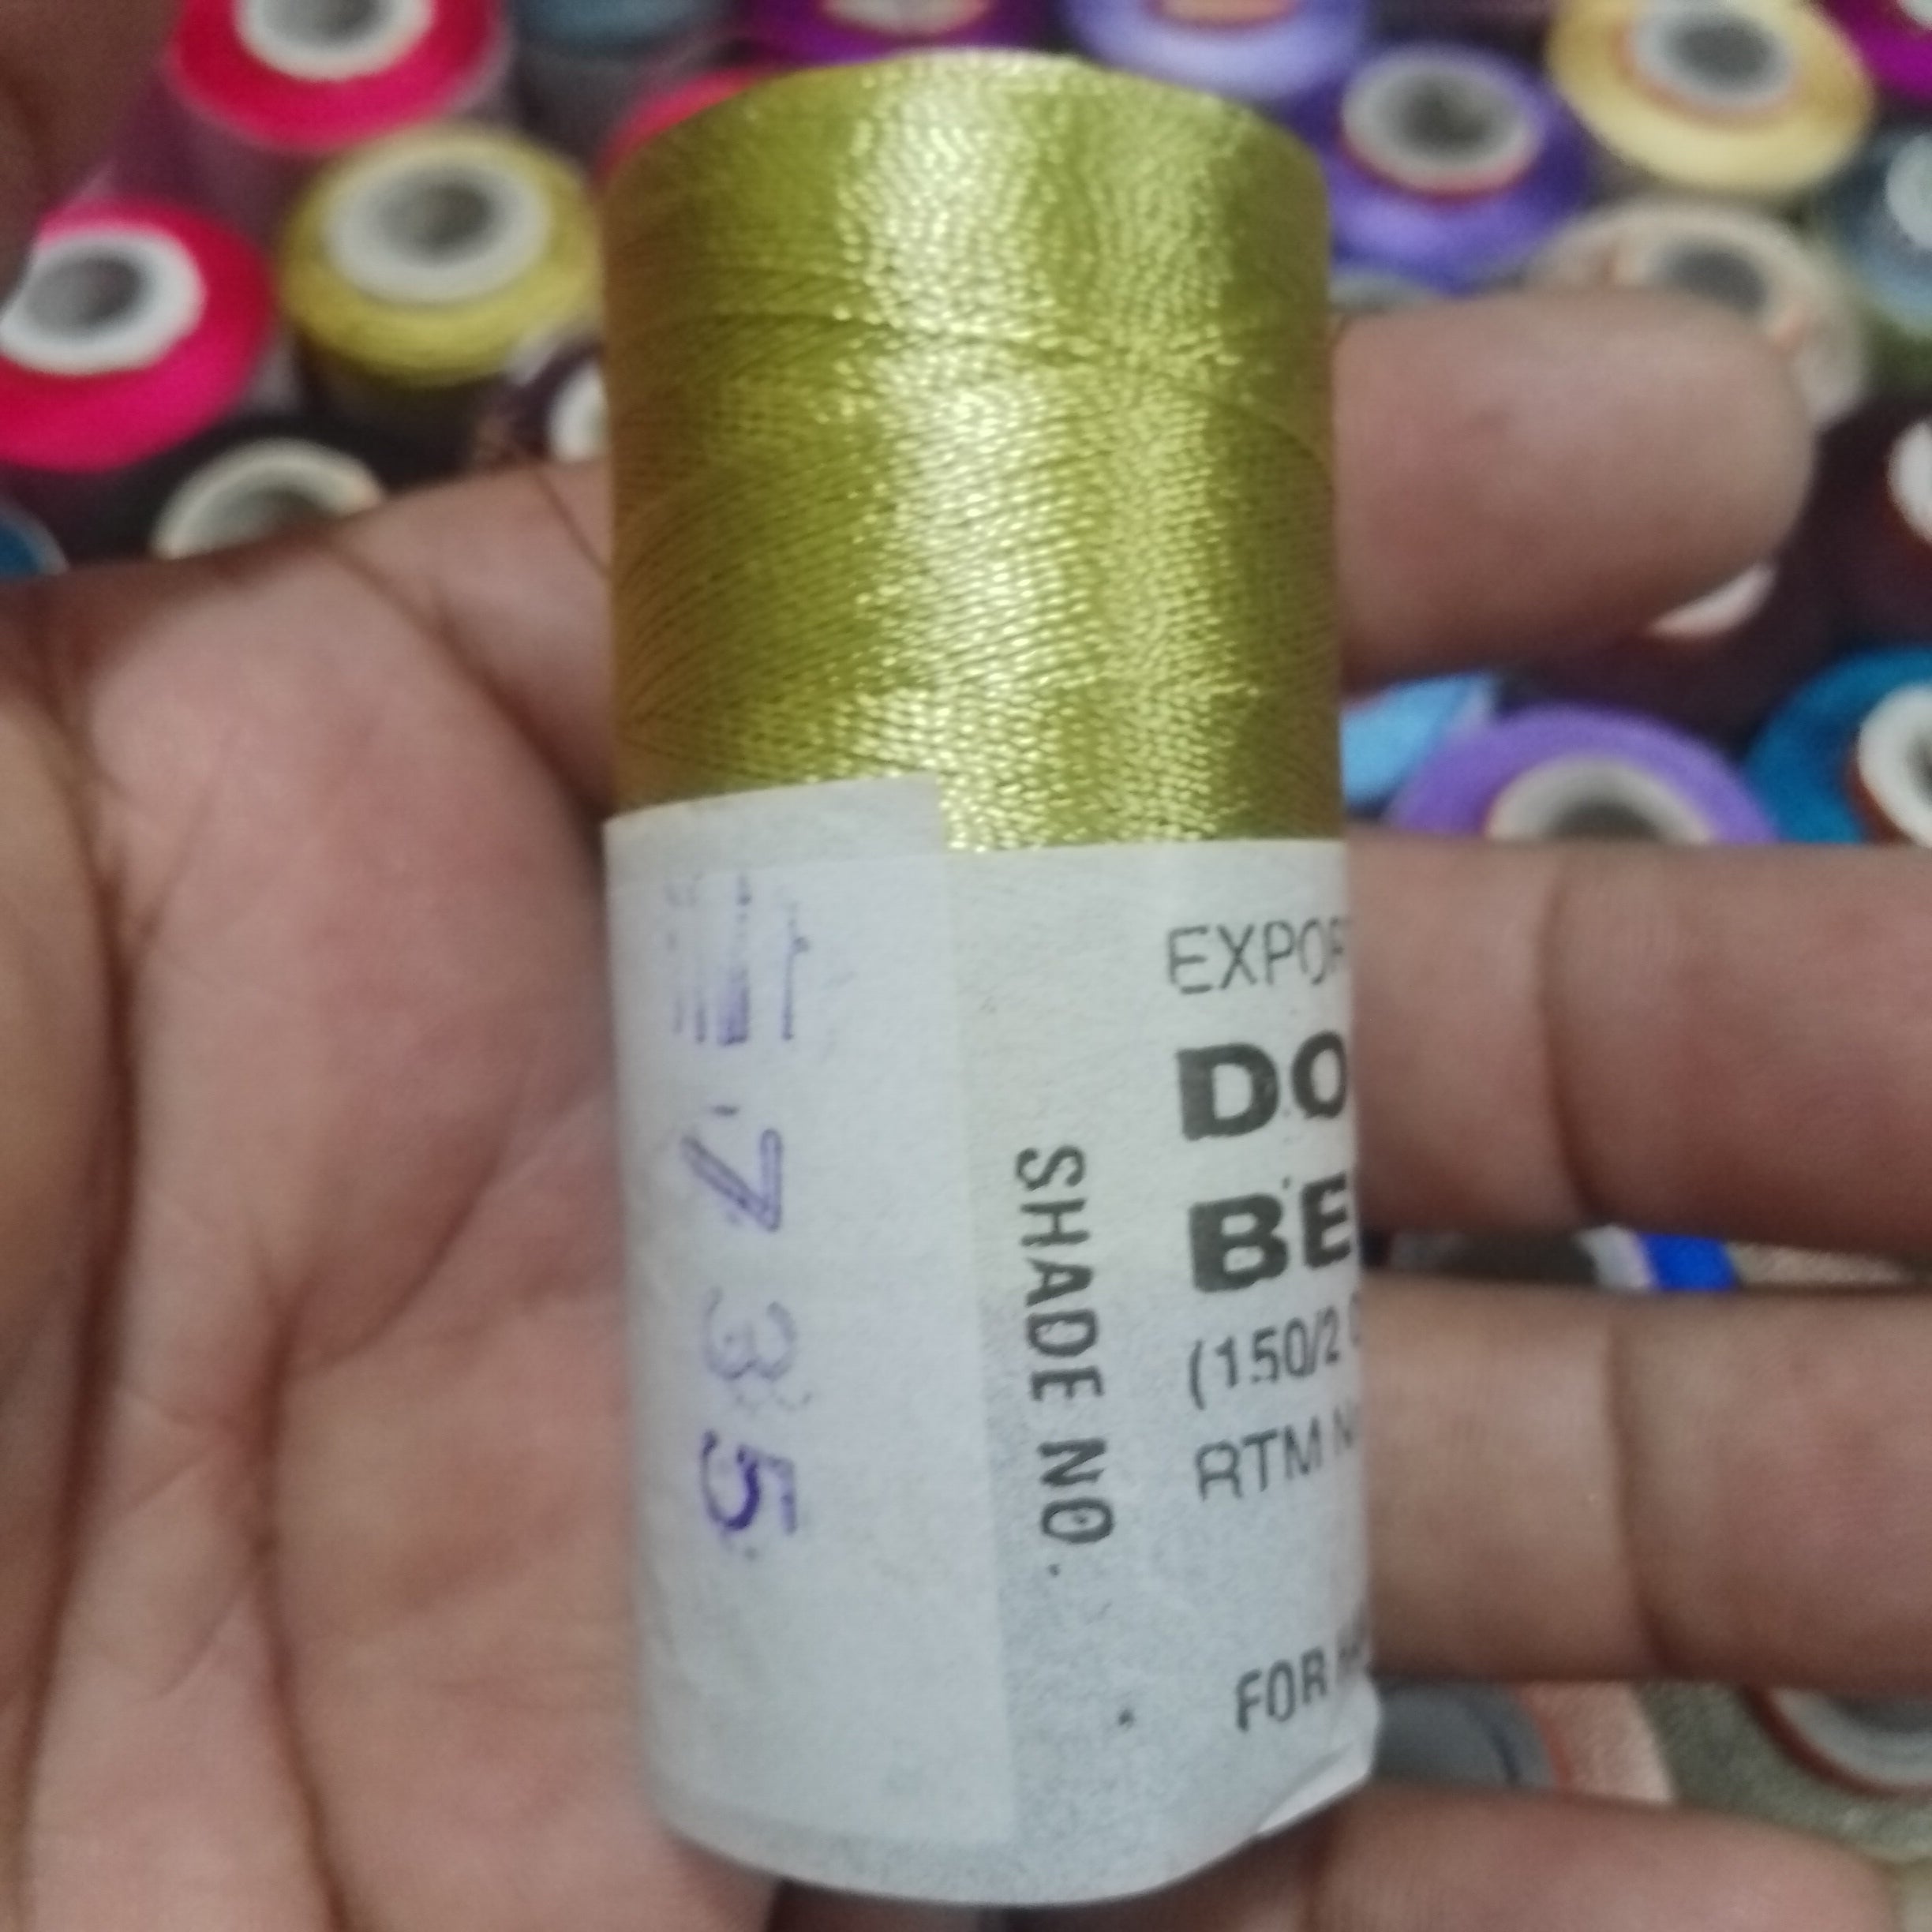 EXPOR
DO
BE
(150/2
RTM
FOR
SHADE NO.
735